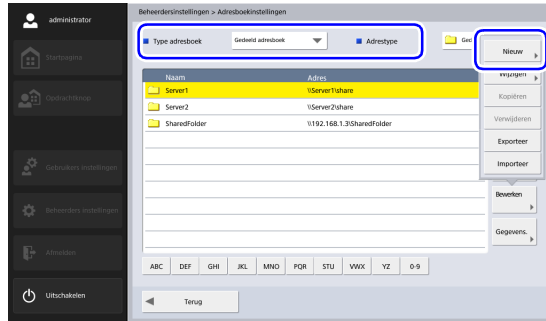 administrator
Startpagina
Opdrachtknop
Gebruikers instellingen
Beheerders instellingen
Afmelden
Uitschakelen
Beheerdersinstellingen > Adresboekinstellingen
Type adresboek
Gedeeld adresboek
Adrestype
Ged
Naam Adres
Server1 \\Server1\share
Server2 \\Server2\share
SharedFolder \\192.168.1.3\SharedFolder
Nieuw
Wijzigen
Kopiëren
Verwijderen
Exporteer
Importeer
Bewerken
Gegevens.
ABC DEF GHI JKL MNO PQR STU VWX YZ 0-9
Terug